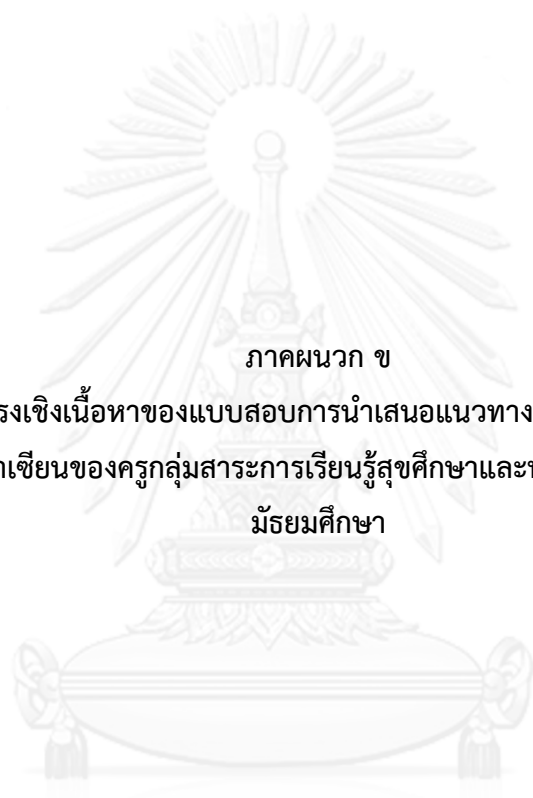 ภาคผนวก ข
รงเชิงเนื้อหาของแบบสอบการนำเสนอแนวทาง
าเซียนของครูกลุ่มสาระการเรียนรู้สุขศึกษาและ
มัธยมศึกษา